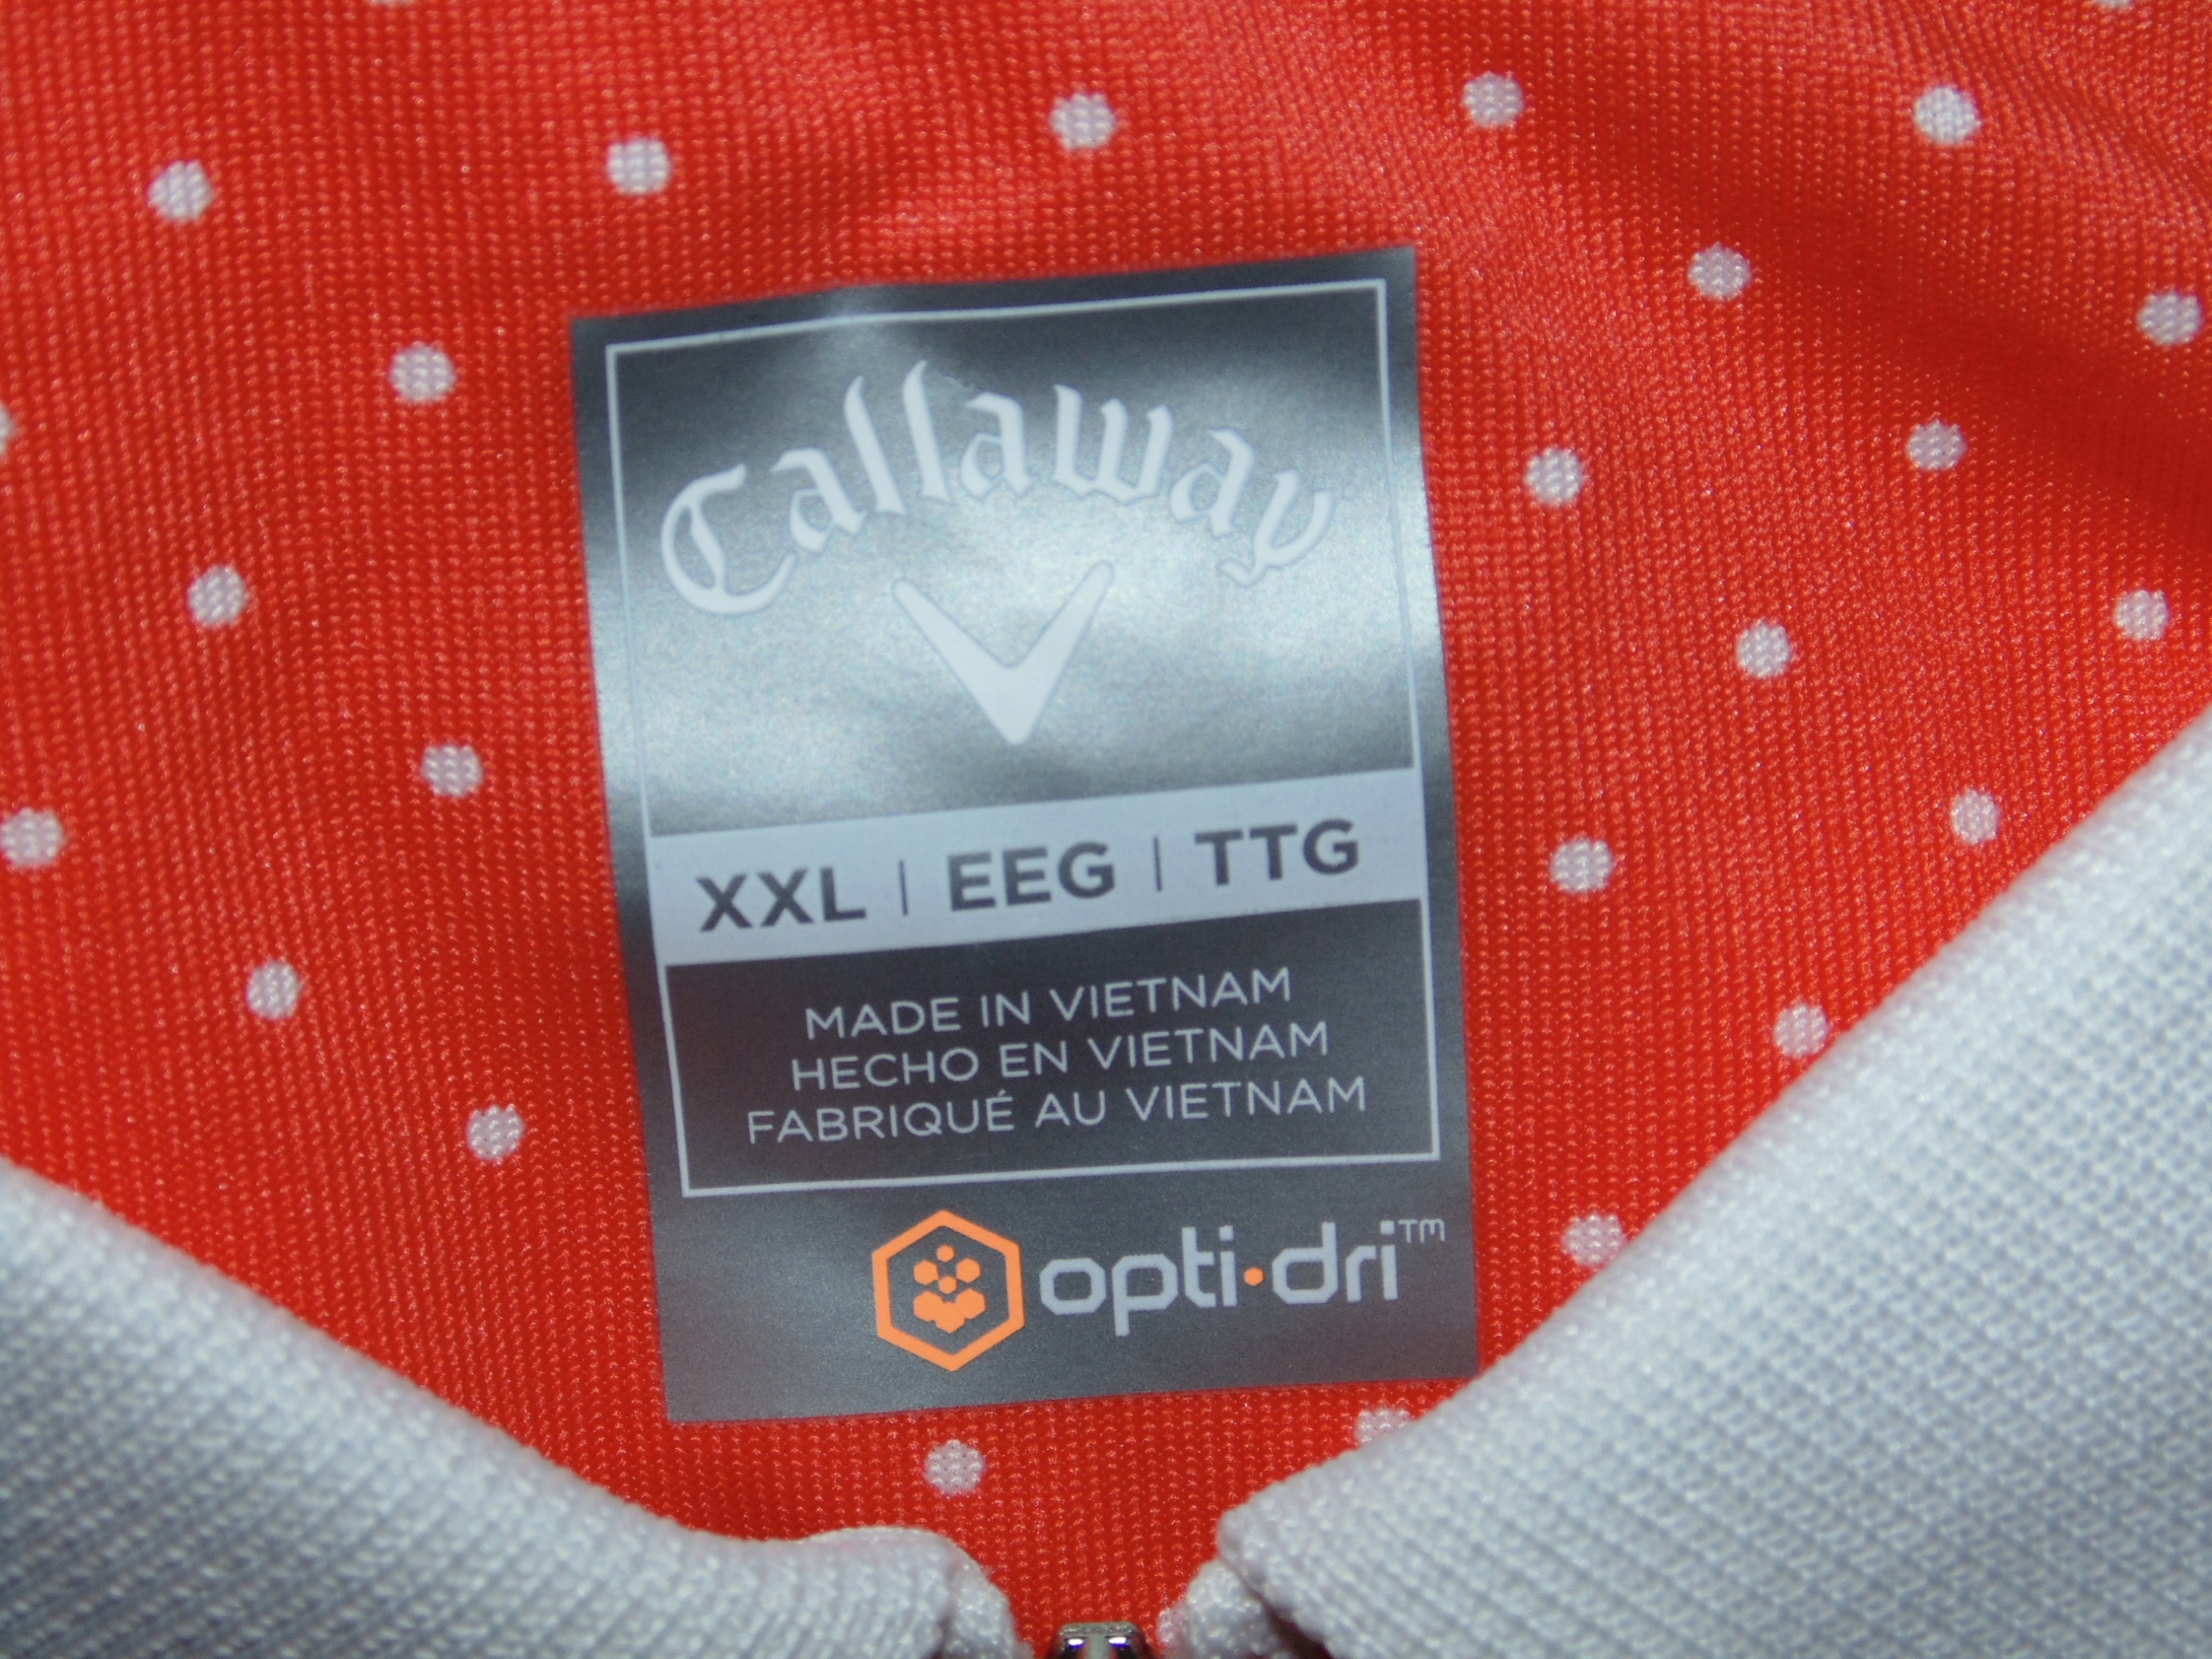 Callaway
XXL | EEG | TTG
MADE IN VIETNAM
HECHO EN VIETNAM
FABRIQUÉ AU VIETNAM
opti·dri™